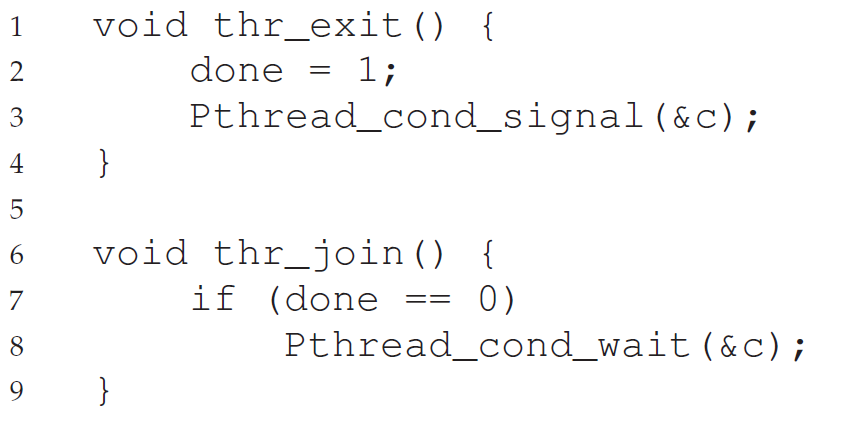 1 void thr_exit() {
2 done = 1;
3 Pthread_cond_signal(&c);
4 }
5
6 void thr_join() {
7 if (done == 0)
8 Pthread_cond_wait(&c);
9 }